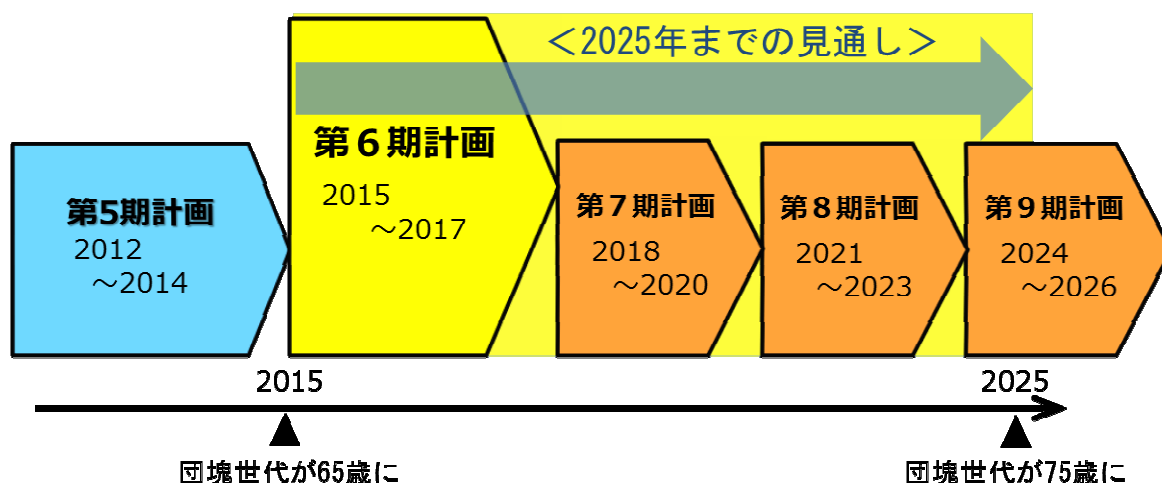 ＜2025年までの見通し＞
第5期計画
2012
～2014
第６期計画
2015
～2017
第７期計画
2018
～2020
第８期計画
2021
～2023
第９期計画
2024
～2026
2015
2025
団塊世代が65歳に
団塊世代が75歳に